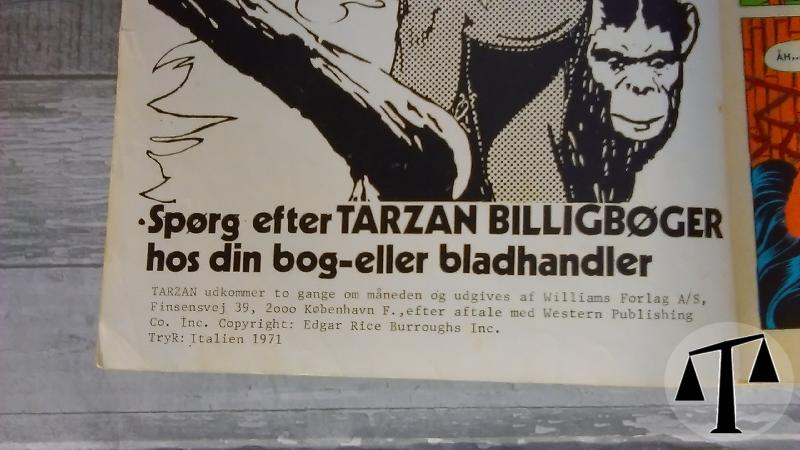 ·Spørg efter TARZAN BILLIGBØGER
hos din bog-eller bladhandler
TARZAN udkommer to gange om måneden og udgives af Williams Forlag A/S,
Finsensvej 39, 2ooo København F.,efter aftale med Western Publishing
Co. Inc. Copyright: Edgar Rice Burroughs Inc.
Tryk: Italien 1971
ÅH...